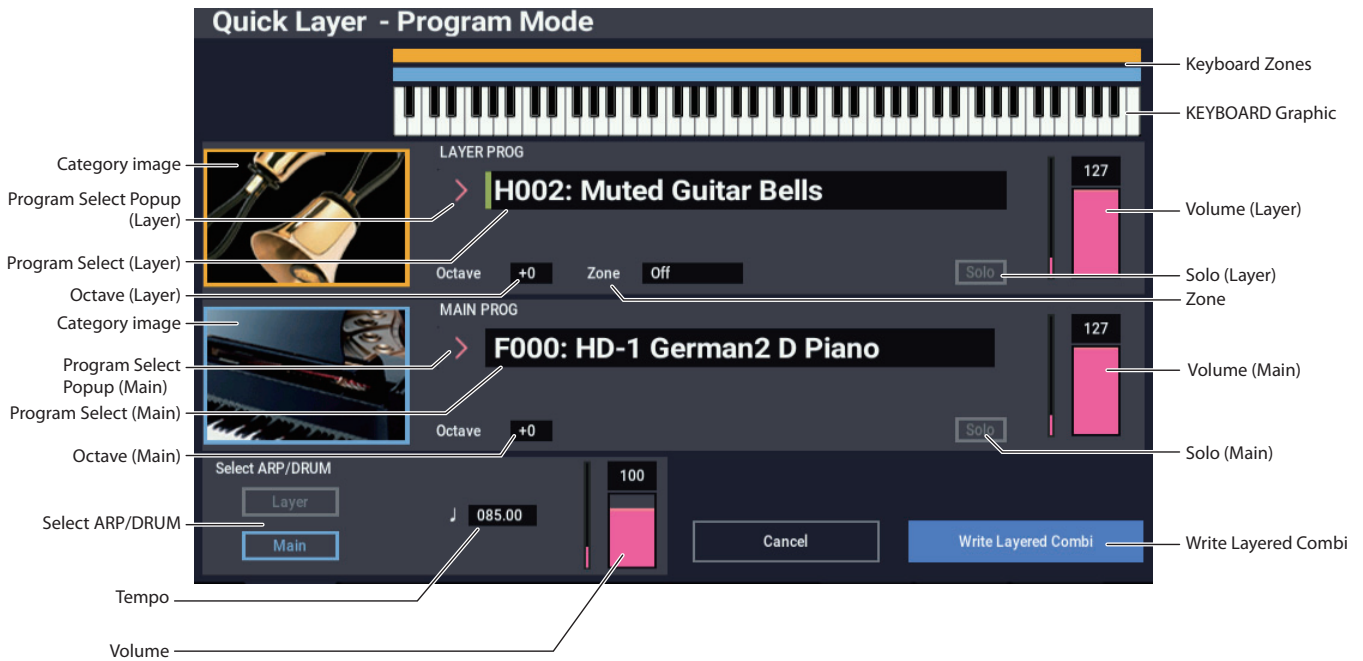 Quick Layer - Program Mode
Keyboard Zones
KEYBOARD Graphic
Category image
LAYER PROG
127
Program Select Popup
(Layer)
H002: Muted Guitar Bells
Volume (Layer)
Program Select (Layer)
Octave
+0
Zone
Off
Solo
Solo (Layer)
Octave (Layer)
Zone
Category image
MAIN PROG
127
Program Select
Popup (Main)
F000: HD-1 German2 D Piano
Volume (Main)
Program Select (Main)
Octave
+0
Solo
Octave (Main)
Solo (Main)
Select ARP/DRUM
100
Layer
♩ 085.00
Select ARP/DRUM
Main
Cancel
Write Layered Combi
Write Layered Combi
Tempo
Volume